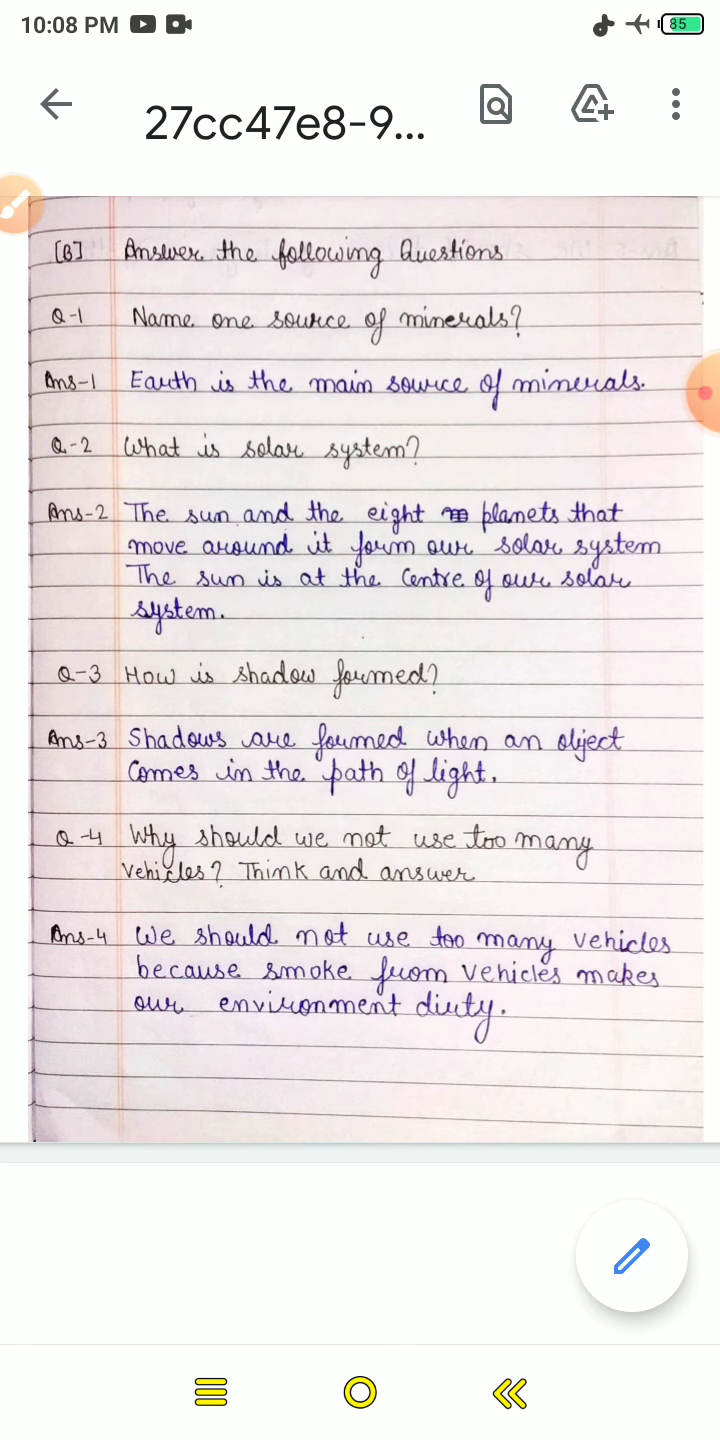 10:08 PM
35
27cc47e8-9...
[B] Answer the following Questions
Q-1 Name one source of minerals?
Ans-1 Earth is the main source of minerals.
Q-2 What is solar system?
Ans-2 The sun and the eight planets that
move around it form our solar system
The sun is at the centre of our solar
system.
Q-3 How is shadow formed?
Ans-3 Shadows are formed when an object
comes in the path of light.
Q-4 Why should we not use too many
vehicles? Think and answer
Ans-4 We should not use too many vehicles
because smoke from vehicles makes
our environment dirty.